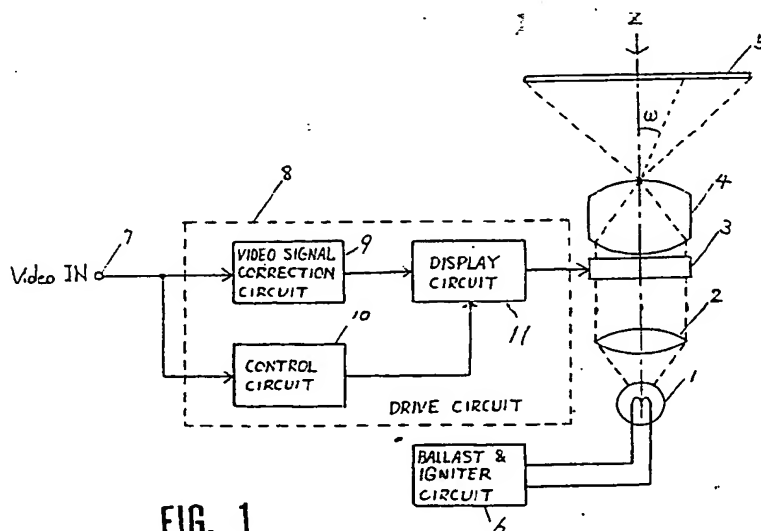 Z
5
ω
4
3
2
1
8
7
Video IN
VIDEO SIGNAL
CORRECTION
CIRCUIT
9
DISPLAY
CIRCUIT
11
10
CONTROL
CIRCUIT
DRIVE CIRCUIT
BALLAST &
IGNITER
CIRCUIT
6
FIG. 1